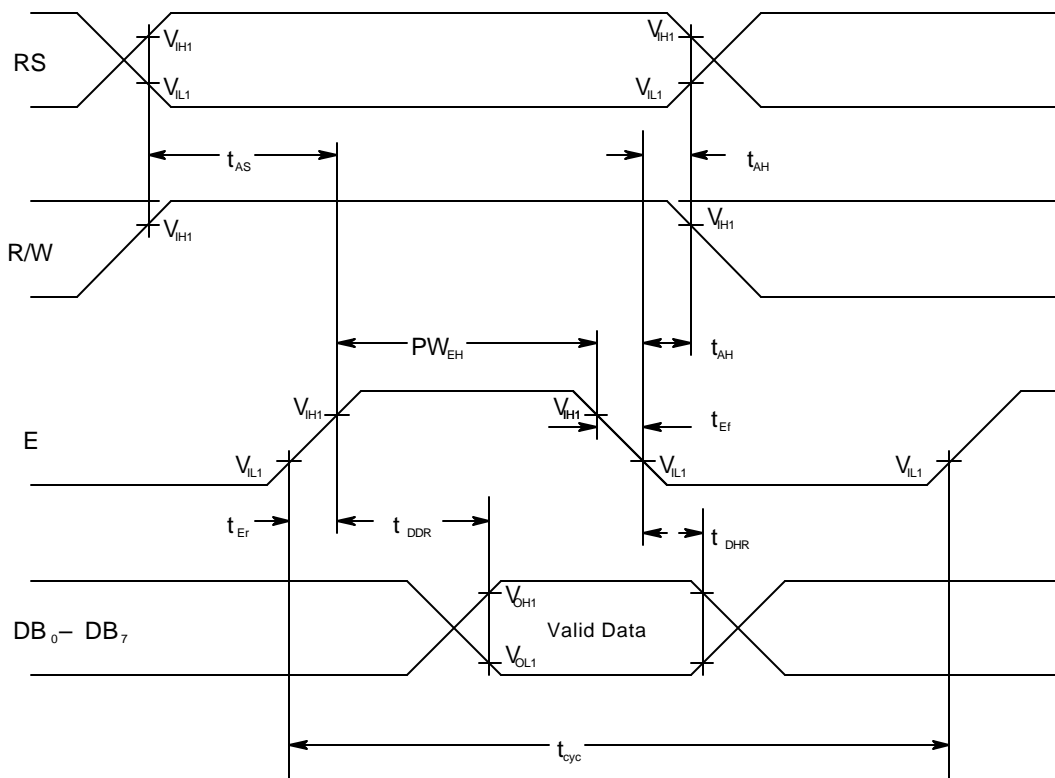 V_IH1 V_IH1
RS
V_IL1 V_IL1
t_AS t_AH
V_IH1 V_IH1
R/W
PW_EH t_AH
V_IH1 V_IH1 t_Ef
E
V_IL1 V_IL1 V_IL1
t_Er t_DDR t_DHR
V_OH1
DB_0– DB_7 Valid Data
V_OL1
t_cyc